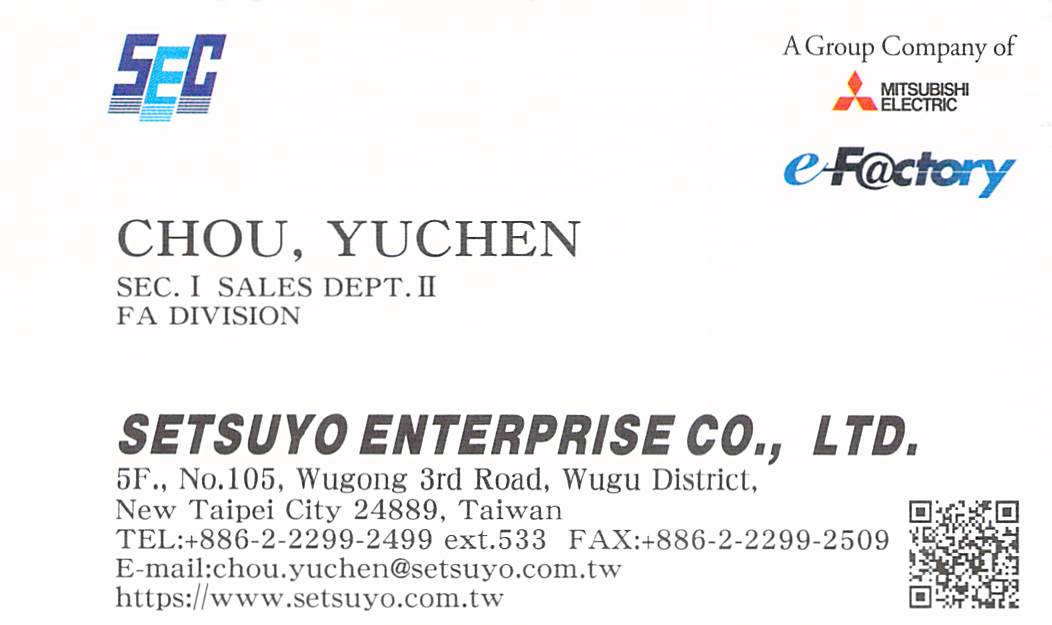 SEC
A Group Company of
MITSUBISHI
ELECTRIC
e-F@ctory
CHOU, YUCHEN
SEC. I SALES DEPT. II
FA DIVISION
SETSUYO ENTERPRISE CO., LTD.
5F., No.105, Wugong 3rd Road, Wugu District,
New Taipei City 24889, Taiwan
TEL:+886-2-2299-2499 ext.533 FAX:+886-2-2299-2509
E-mail:chou.yuchen@setsuyo.com.tw
https://www.setsuyo.com.tw